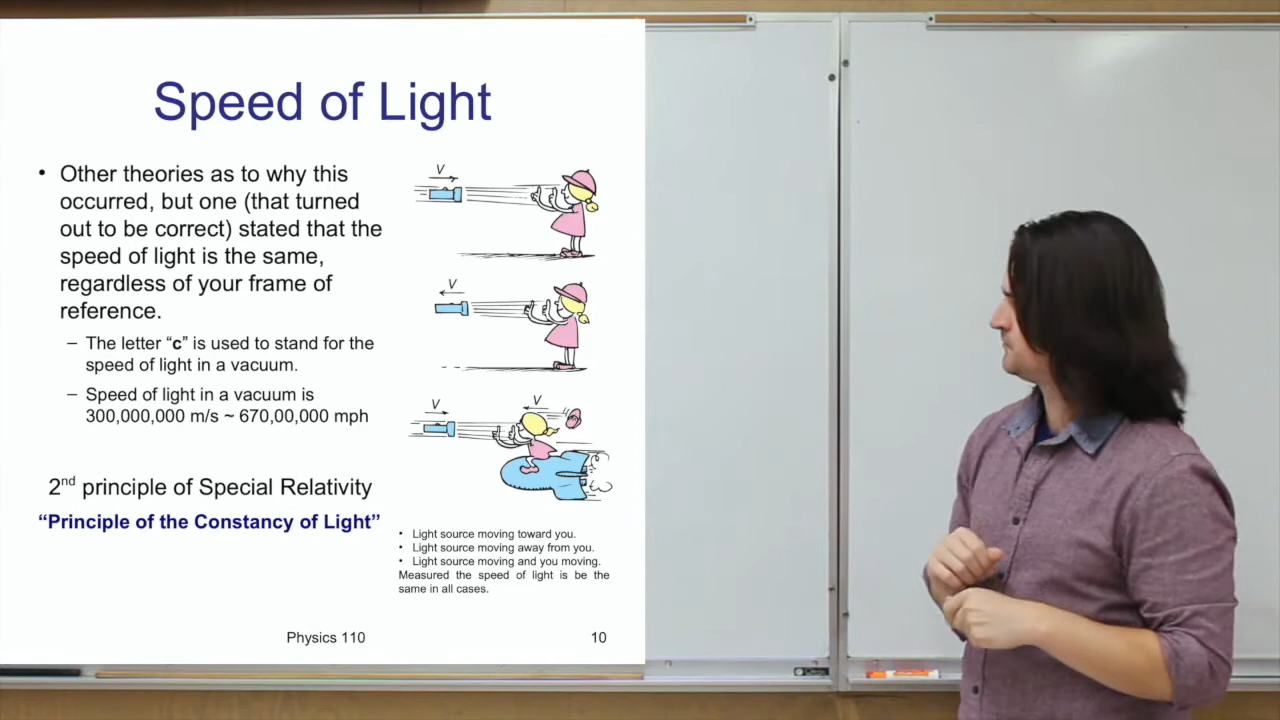 Speed of Light
• Other theories as to why this
occurred, but one (that turned
out to be correct) stated that the
speed of light is the same,
regardless of your frame of
reference.
– The letter “c” is used to stand for the
speed of light in a vacuum.
– Speed of light in a vacuum is
300,000,000 m/s ~ 670,00,000 mph
2nd principle of Special Relativity
“Principle of the Constancy of Light”
V
V
V
V
• Light source moving toward you.
• Light source moving away from you.
• Light source moving and you moving.
Measured the speed of light is be the
same in all cases.
Physics 110
10